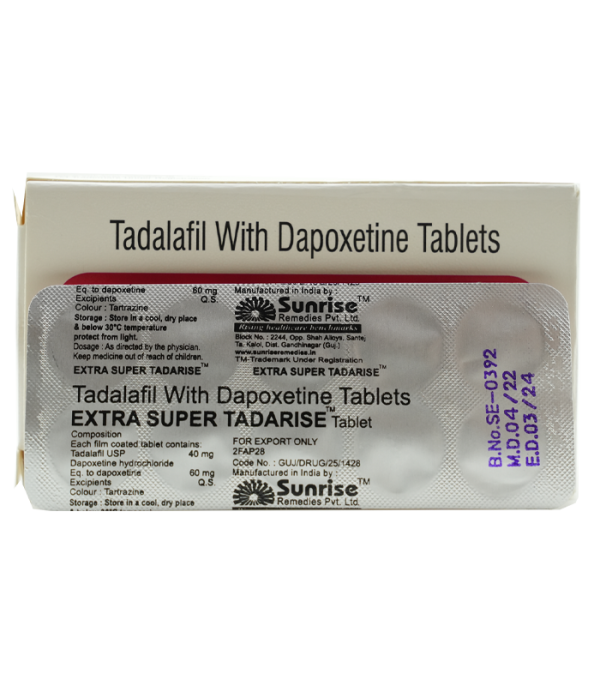 Tadalafil With Dapoxetine Tablets
Eq. to dapoxetine 60 mg
Excipients Q.S.
Colour : Tartrazine
Storage : Store in a cool, dry place
& below 30°C temperature
protect from light.
Dosage : As directed by the physician.
Keep medicine out of reach of children.
EXTRA SUPER TADARISE™
Manufactured in India by :
Sunrise™
Remedies Pvt. Ltd.
Rising healthcare benchmarks
Block No. : 2244, Opp. Shah Alloys, Santej
Ta. Kalol, Dist. Gandhinagar (Guj.)
www.sunriseremedies.in
TM-Trademark Under Registration
EXTRA SUPER TADARISE™
Tadalafil With Dapoxetine Tablets
EXTRA SUPER TADARISE™ Tablet
Composition
Each film coated tablet contains:
Tadalafil USP 40 mg
Dapoxetine hydrochloride
Eq. to dapoxetine 60 mg
Excipients Q.S.
Colour : Tartrazine
Storage : Store in a cool, dry place
FOR EXPORT ONLY
2FAP28
Code No. : GUJ/DRUG/25/1428
Manufactured in India by :
Sunrise™
Remedies Pvt. Ltd.
B.No.SE-0392
M.D.04/22
E.D.03/24